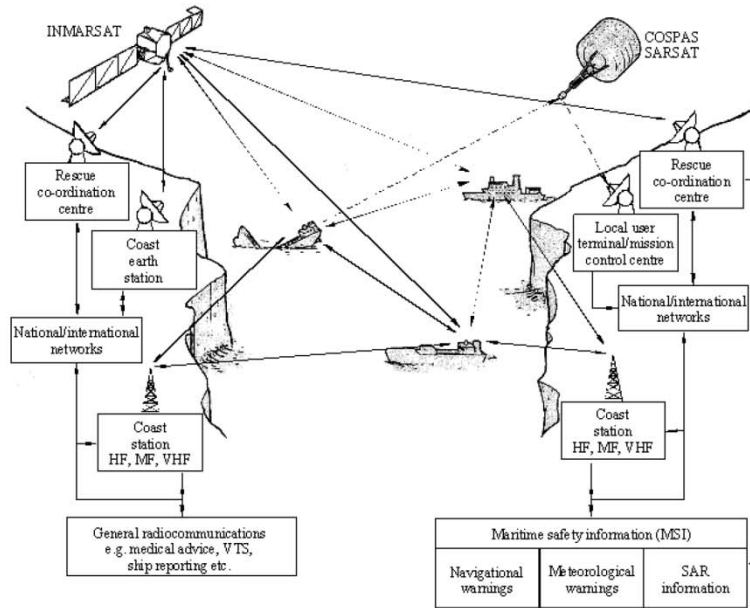 INMARSAT
COSPAS
SARSAT
Rescue
co-ordination
centre
Coast
earth
station
National/international
networks
Coast
station
HF, MF, VHF
General radiocommunications
e.g. medical advice, VTS,
ship reporting etc.
Rescue
co-ordination
centre
Local user
terminal/mission
control centre
National/international
networks
Coast
station
HF, MF, VHF
Maritime safety information (MSI)
Navigational
warnings
Meteorological
warnings
SAR
information